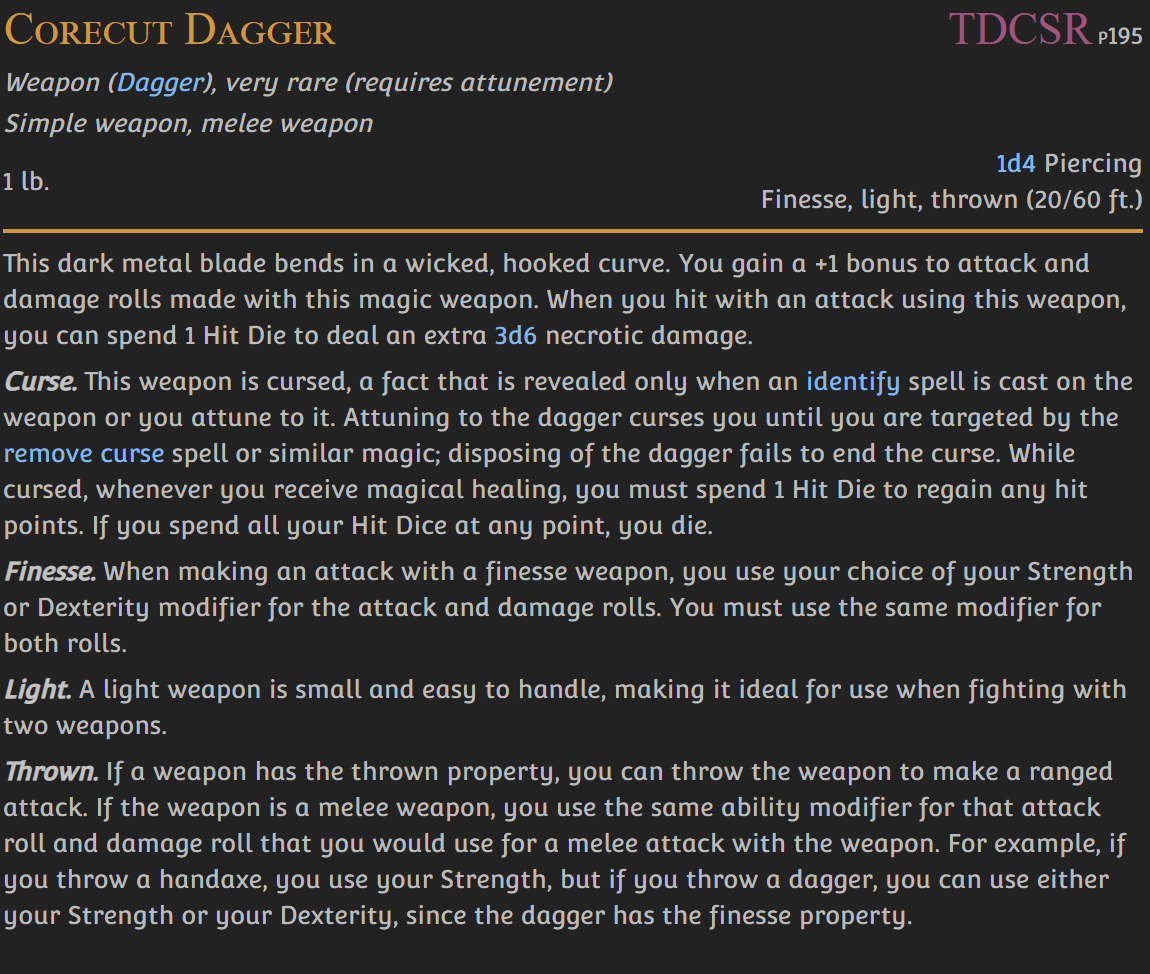 Corecut Dagger
TDCSR p195
Weapon (Dagger), very rare (requires attunement)
Simple weapon, melee weapon
1 lb.
1d4 Piercing
Finesse, light, thrown (20/60 ft.)
This dark metal blade bends in a wicked, hooked curve. You gain a +1 bonus to attack and
damage rolls made with this magic weapon. When you hit with an attack using this weapon,
you can spend 1 Hit Die to deal an extra 3d6 necrotic damage.
Curse. This weapon is cursed, a fact that is revealed only when an identify spell is cast on the
weapon or you attune to it. Attuning to the dagger curses you until you are targeted by the
remove curse spell or similar magic; disposing of the dagger fails to end the curse. While
cursed, whenever you receive magical healing, you must spend 1 Hit Die to regain any hit
points. If you spend all your Hit Dice at any point, you die.
Finesse. When making an attack with a finesse weapon, you use your choice of your Strength
or Dexterity modifier for the attack and damage rolls. You must use the same modifier for
both rolls.
Light. A light weapon is small and easy to handle, making it ideal for use when fighting with
two weapons.
Thrown. If a weapon has the thrown property, you can throw the weapon to make a ranged
attack. If the weapon is a melee weapon, you use the same ability modifier for that attack
roll and damage roll that you would use for a melee attack with the weapon. For example, if
you throw a handaxe, you use your Strength, but if you throw a dagger, you can use either
your Strength or your Dexterity, since the dagger has the finesse property.